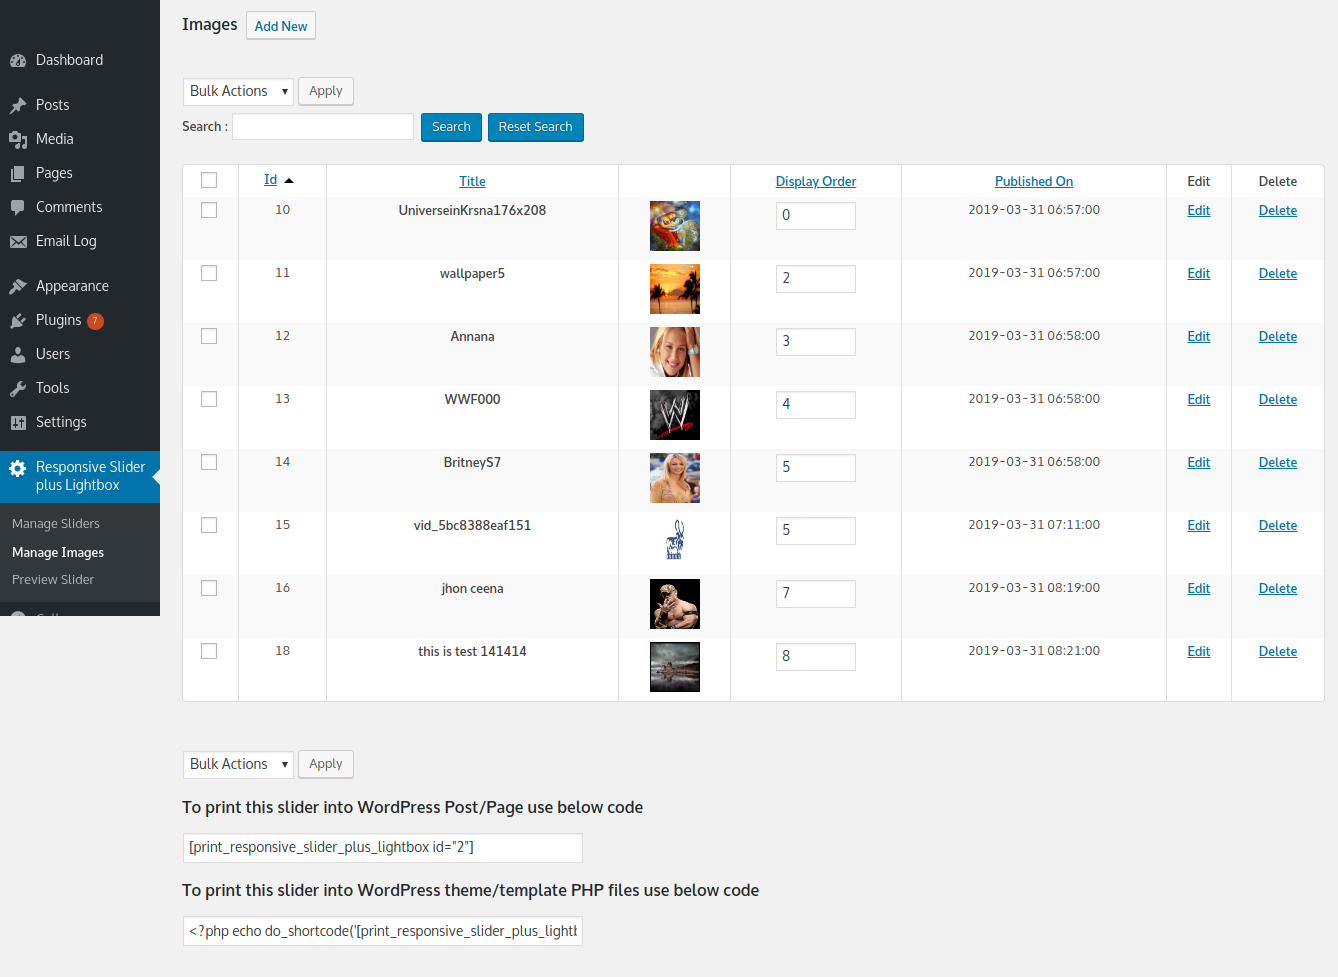 Dashboard
Posts
Media
Pages
Comments
Email Log
Appearance
Plugins 7
Users
Tools
Settings
Responsive Slider
plus Lightbox
Manage Sliders
Manage Images
Preview Slider
Images Add New
Bulk Actions Apply
Search : Search Reset Search
Id Title Display Order Published On Edit Delete
10 UniverseinKrsna176x208 0 2019-03-31 06:57:00 Edit Delete
11 wallpaper5 2 2019-03-31 06:57:00 Edit Delete
12 Annana 3 2019-03-31 06:58:00 Edit Delete
13 WWF000 4 2019-03-31 06:58:00 Edit Delete
14 BritneyS7 5 2019-03-31 06:58:00 Edit Delete
15 vid_5bc8388eaf151 5 2019-03-31 07:11:00 Edit Delete
16 jhon ceena 7 2019-03-31 08:19:00 Edit Delete
18 this is test 141414 8 2019-03-31 08:21:00 Edit Delete
Bulk Actions Apply
To print this slider into WordPress Post/Page use below code
[print_responsive_slider_plus_lightbox id="2"]
To print this slider into WordPress theme/template PHP files use below code
<?php echo do_shortcode('[print_responsive_slider_plus_lightb